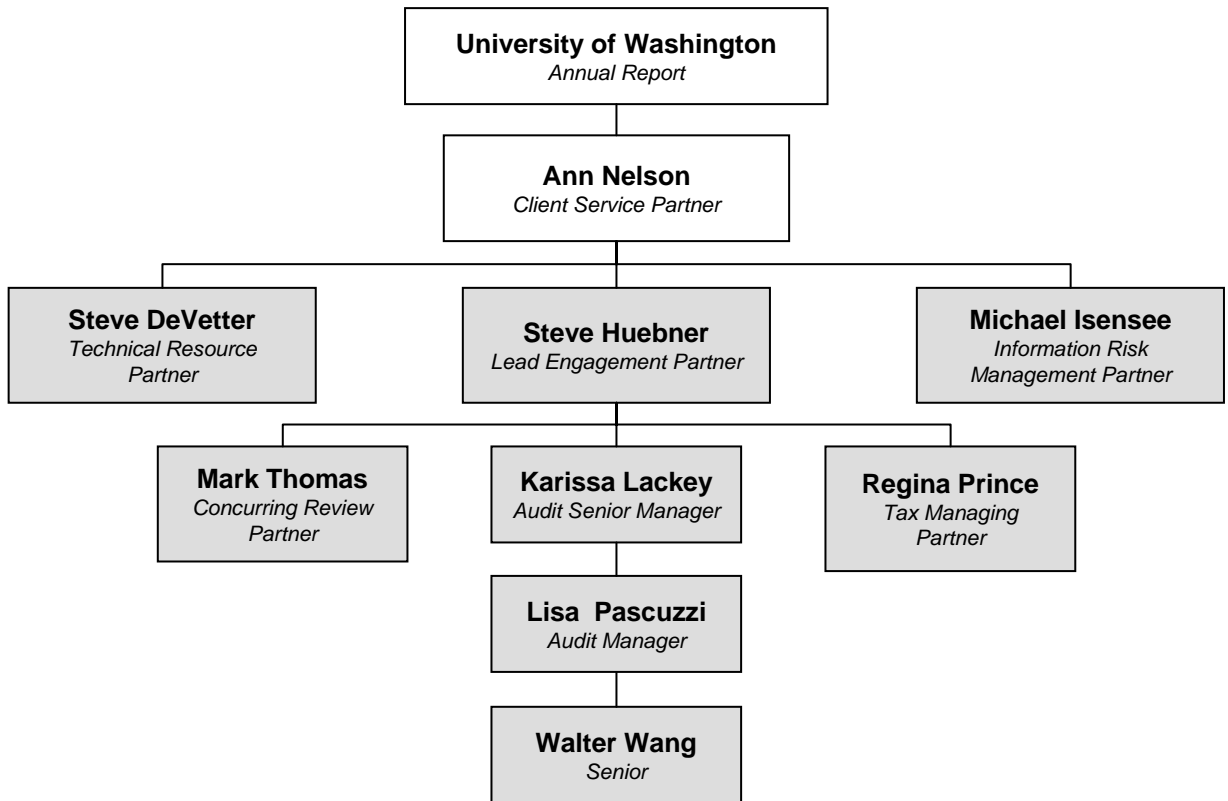 University of Washington
Annual Report
Ann Nelson
Client Service Partner
Steve DeVetter
Technical Resource
Partner
Steve Huebner
Lead Engagement Partner
Michael Isensee
Information Risk
Management Partner
Mark Thomas
Concurring Review
Partner
Karissa Lackey
Audit Senior Manager
Regina Prince
Tax Managing
Partner
Lisa Pascuzzi
Audit Manager
Walter Wang
Senior